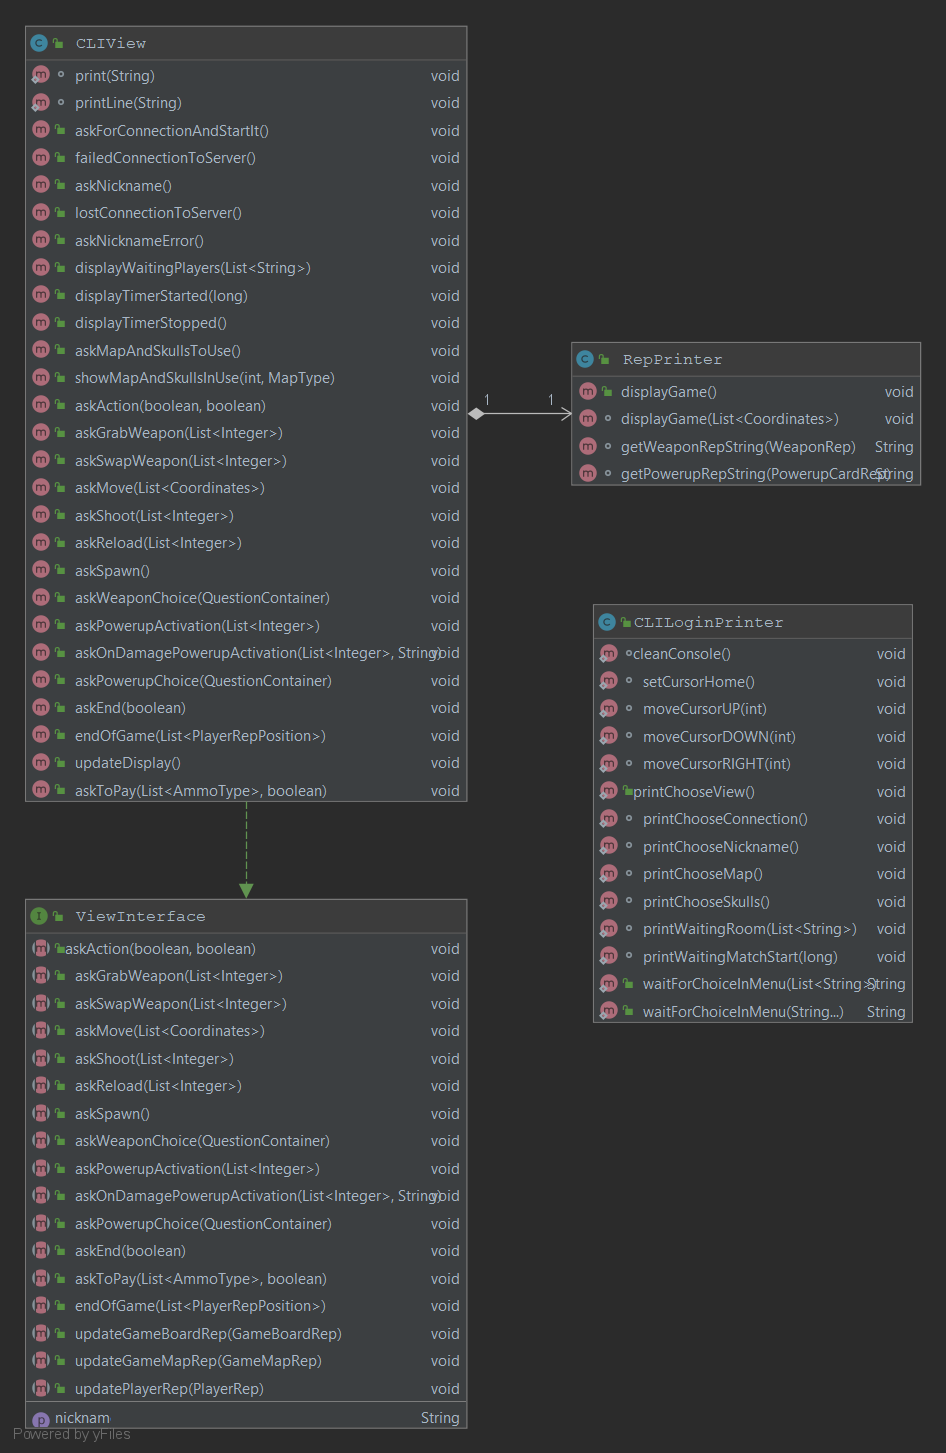 CLIView
print(String) void
printLine(String) void
askForConnectionAndStartIt() void
failedConnectionToServer() void
askNickname() void
lostConnectionToServer() void
askNicknameError() void
displayWaitingPlayers(List<String>) void
displayTimerStarted(long) void
displayTimerStopped() void
askMapAndSkullsToUse() void
showMapAndSkullsInUse(int, MapType) void
askAction(boolean, boolean) void
askGrabWeapon(List<Integer>) void
askSwapWeapon(List<Integer>) void
askMove(List<Coordinates>) void
askShoot(List<Integer>) void
askReload(List<Integer>) void
askSpawn() void
askWeaponChoice(QuestionContainer) void
askPowerupActivation(List<Integer>) void
askOnDamagePowerupActivation(List<Integer>, String) void
askPowerupChoice(QuestionContainer) void
askEnd(boolean) void
endOfGame(List<PlayerRepPosition>) void
updateDisplay() void
askToPay(List<AmmoType>, boolean) void
1 1
RepPrinter
displayGame() void
displayGame(List<Coordinates>) void
getWeaponRepString(WeaponRep) String
getPowerupRepString(PowerupCardRep) String
CLILoginPrinter
cleanConsole() void
setCursorHome() void
moveCursorUP(int) void
moveCursorDOWN(int) void
moveCursorRIGHT(int) void
printChooseView() void
printChooseConnection() void
printChooseNickname() void
printChooseMap() void
printChooseSkulls() void
printWaitingRoom(List<String>) void
printWaitingMatchStart(long) void
waitForChoiceInMenu(List<String>) String
waitForChoiceInMenu(String...) String
ViewInterface
askAction(boolean, boolean) void
askGrabWeapon(List<Integer>) void
askSwapWeapon(List<Integer>) void
askMove(List<Coordinates>) void
askShoot(List<Integer>) void
askReload(List<Integer>) void
askSpawn() void
askWeaponChoice(QuestionContainer) void
askPowerupActivation(List<Integer>) void
askOnDamagePowerupActivation(List<Integer>, String) void
askPowerupChoice(QuestionContainer) void
askEnd(boolean) void
askToPay(List<AmmoType>, boolean) void
endOfGame(List<PlayerRepPosition>) void
updateGameBoardRep(GameBoardRep) void
updateGameMapRep(GameMapRep) void
updatePlayerRep(PlayerRep) void
nicknam String
Powered by yFiles